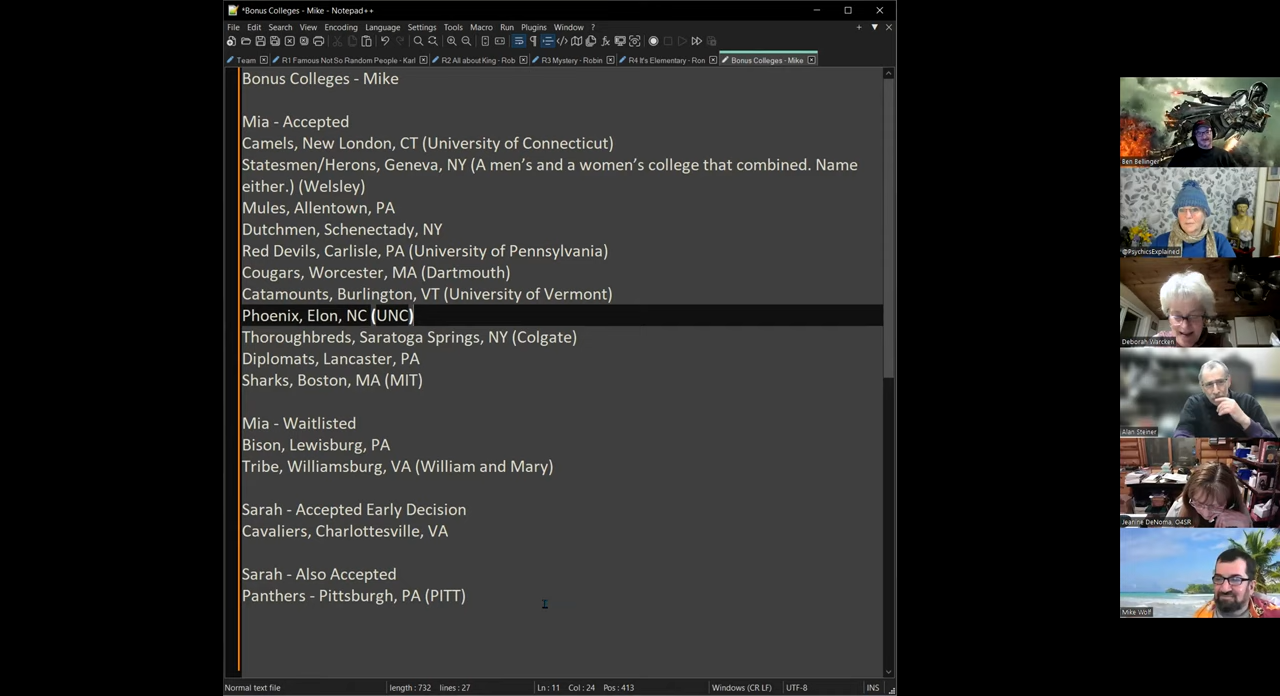 *Bonus Colleges - Mike - Notepad++
File Edit Search View Encoding Language Settings Tools Macro Run Plugins Window ?
Team R1 Famous Not So Random People - Karl R2 All about King - Rob R3 Mystery - Robin R4 It's Elementary - Ron Bonus Colleges - Mike
Bonus Colleges - Mike
Mia - Accepted
Camels, New London, CT (University of Connecticut)
Statesmen/Herons, Geneva, NY (A men’s and a women’s college that combined. Name
either.) (Welsley)
Mules, Allentown, PA
Dutchmen, Schenectady, NY
Red Devils, Carlisle, PA (University of Pennsylvania)
Cougars, Worcester, MA (Dartmouth)
Catamounts, Burlington, VT (University of Vermont)
Phoenix, Elon, NC (UNC)
Thoroughbreds, Saratoga Springs, NY (Colgate)
Diplomats, Lancaster, PA
Sharks, Boston, MA (MIT)
Mia - Waitlisted
Bison, Lewisburg, PA
Tribe, Williamsburg, VA (William and Mary)
Sarah - Accepted Early Decision
Cavaliers, Charlottesville, VA
Sarah - Also Accepted
Panthers - Pittsburgh, PA (PITT)
Normal text file length : 732 lines : 27 Ln : 11 Col : 24 Pos : 413 Windows (CR LF) UTF-8 INS
Ben Bellinger
@PsychicsExplained
Deborah Warcken
Alan Steiner
Jeanine DeNoma, O4SR
Mike Wolf